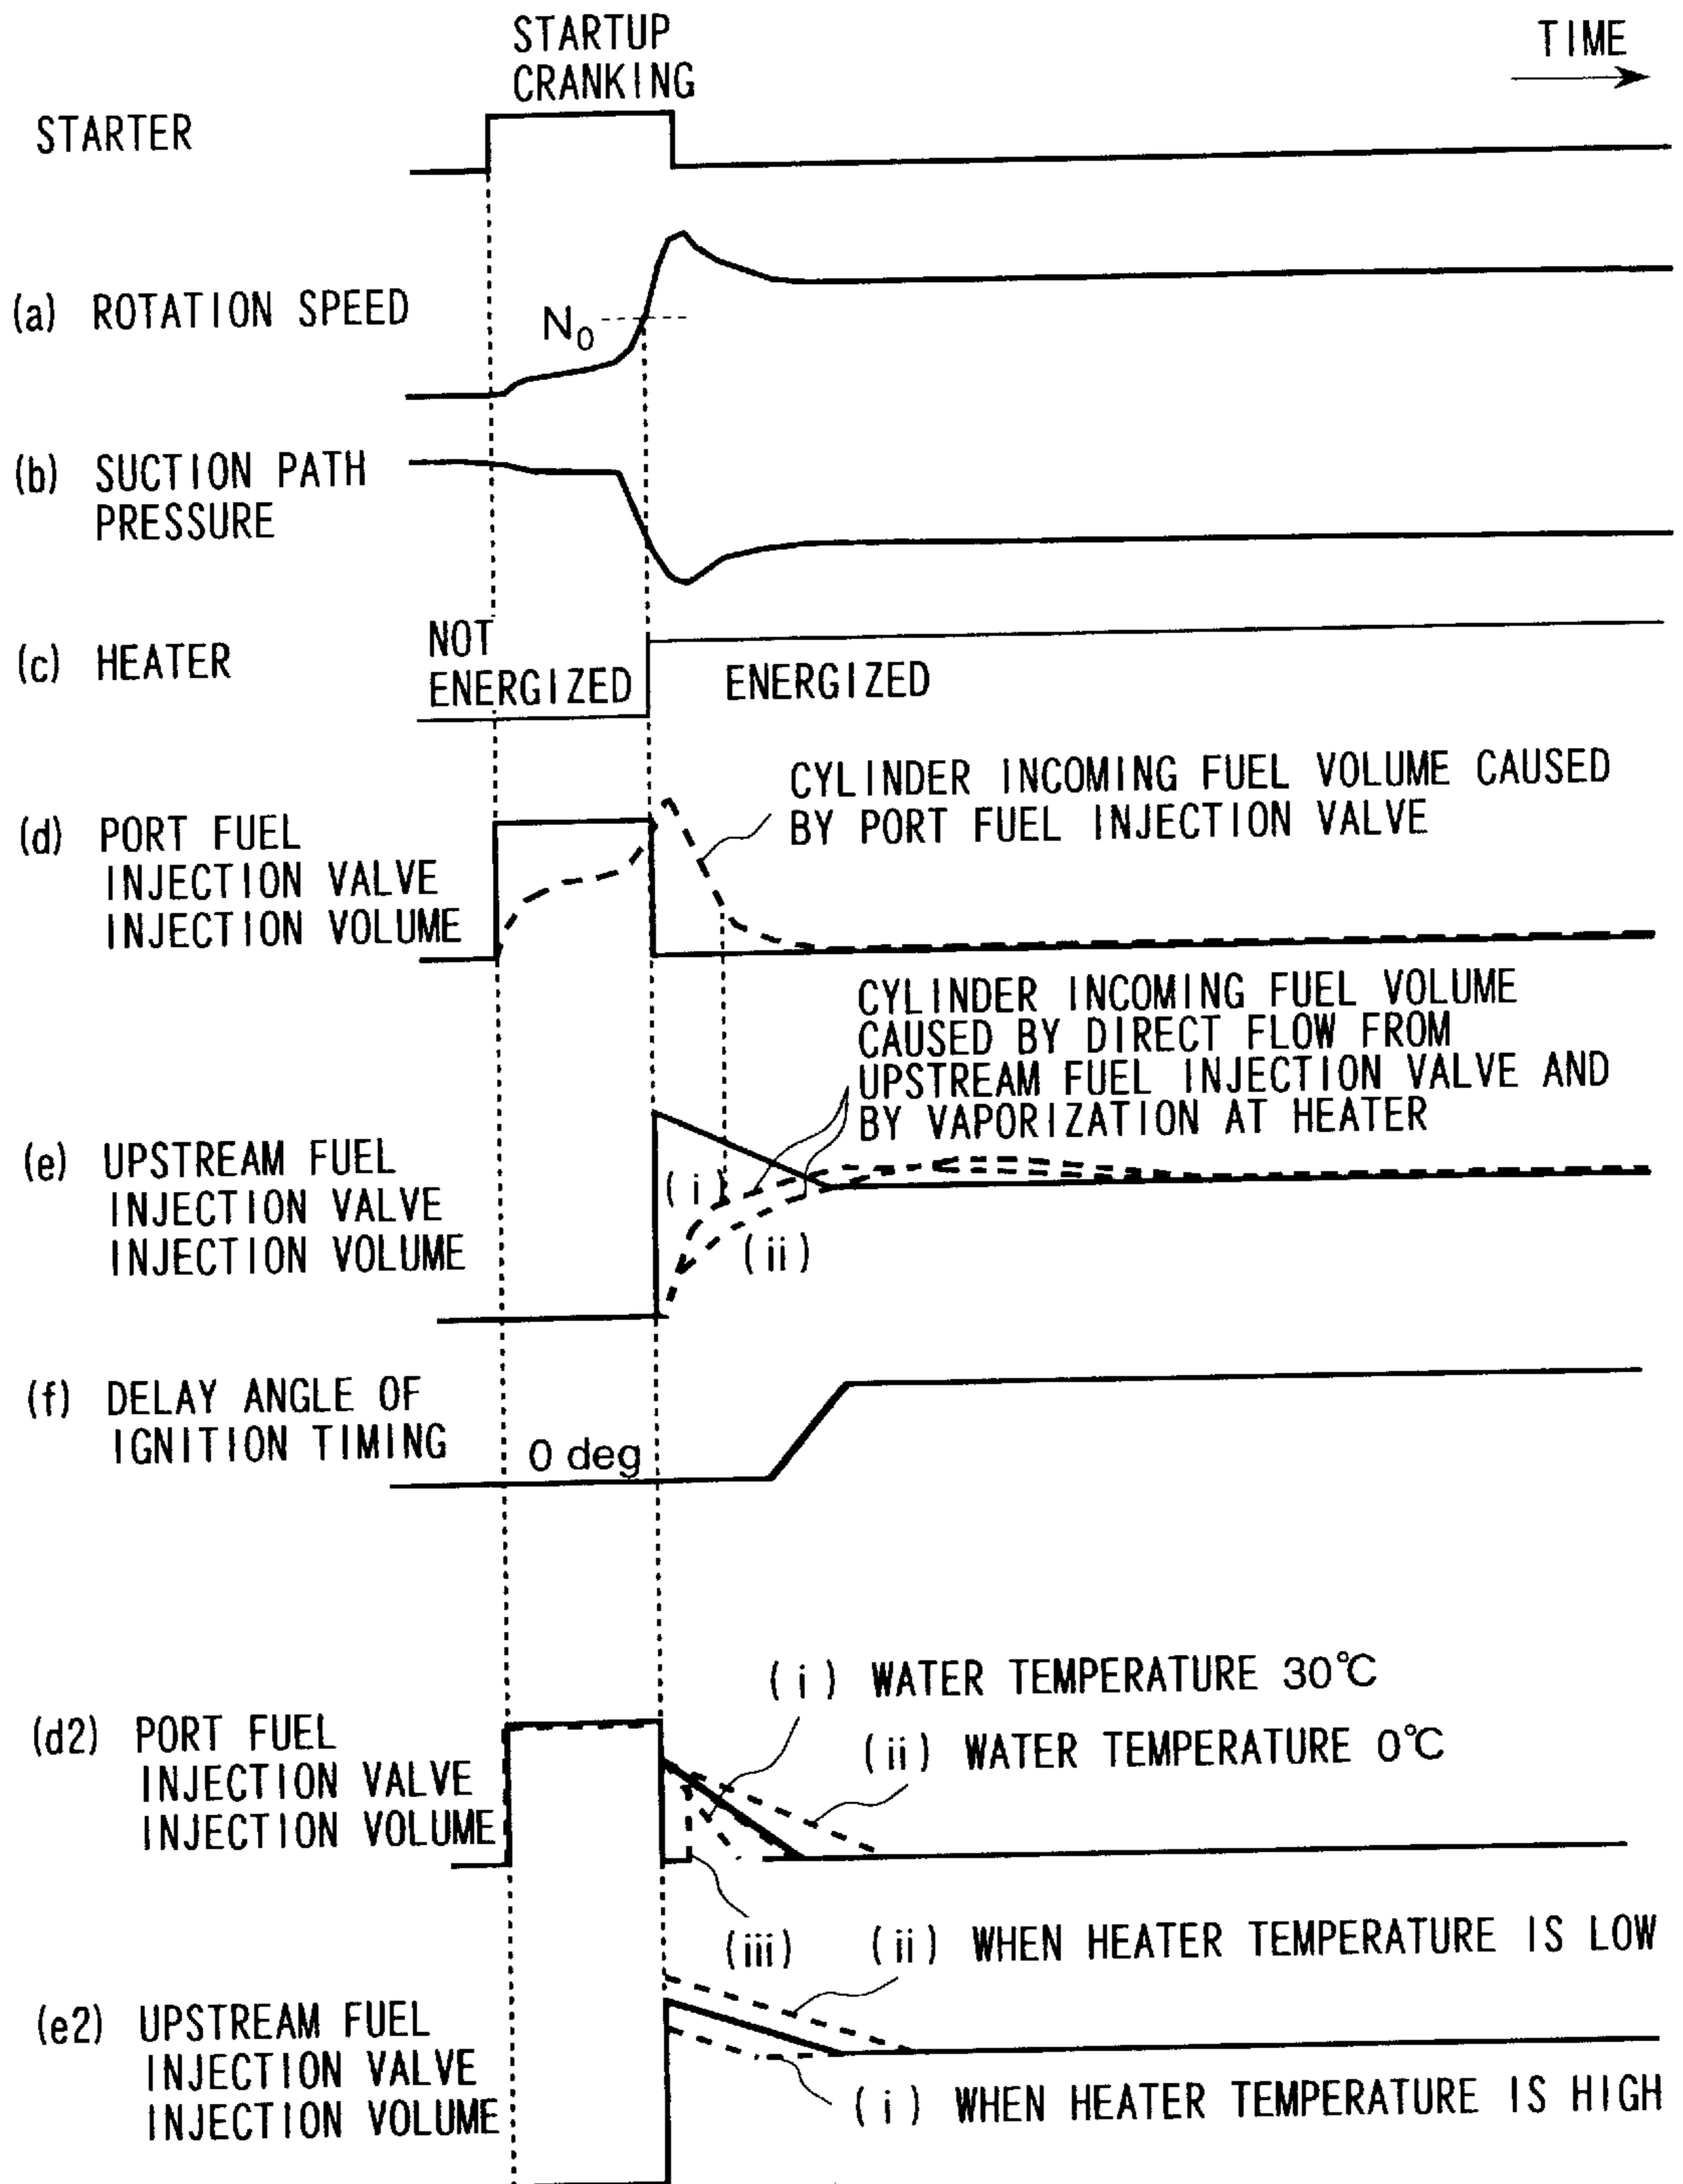 STARTUP
CRANKING
TIME
STARTER
(a) ROTATION SPEED
N0
(b) SUCTION PATH
PRESSURE
(c) HEATER
NOT
ENERGIZED
ENERGIZED
(d) PORT FUEL
INJECTION VALVE
INJECTION VOLUME
CYLINDER INCOMING FUEL VOLUME CAUSED
BY PORT FUEL INJECTION VALVE
CYLINDER INCOMING FUEL VOLUME
CAUSED BY DIRECT FLOW FROM
UPSTREAM FUEL INJECTION VALVE AND
BY VAPORIZATION AT HEATER
(e) UPSTREAM FUEL
INJECTION VALVE
INJECTION VOLUME
(i)
(ii)
(f) DELAY ANGLE OF
IGNITION TIMING
0 deg
(i) WATER TEMPERATURE 30℃
(ii) WATER TEMPERATURE 0℃
(d2) PORT FUEL
INJECTION VALVE
INJECTION VOLUME
(iii)
(ii) WHEN HEATER TEMPERATURE IS LOW
(e2) UPSTREAM FUEL
INJECTION VALVE
INJECTION VOLUME
(i) WHEN HEATER TEMPERATURE IS HIGH